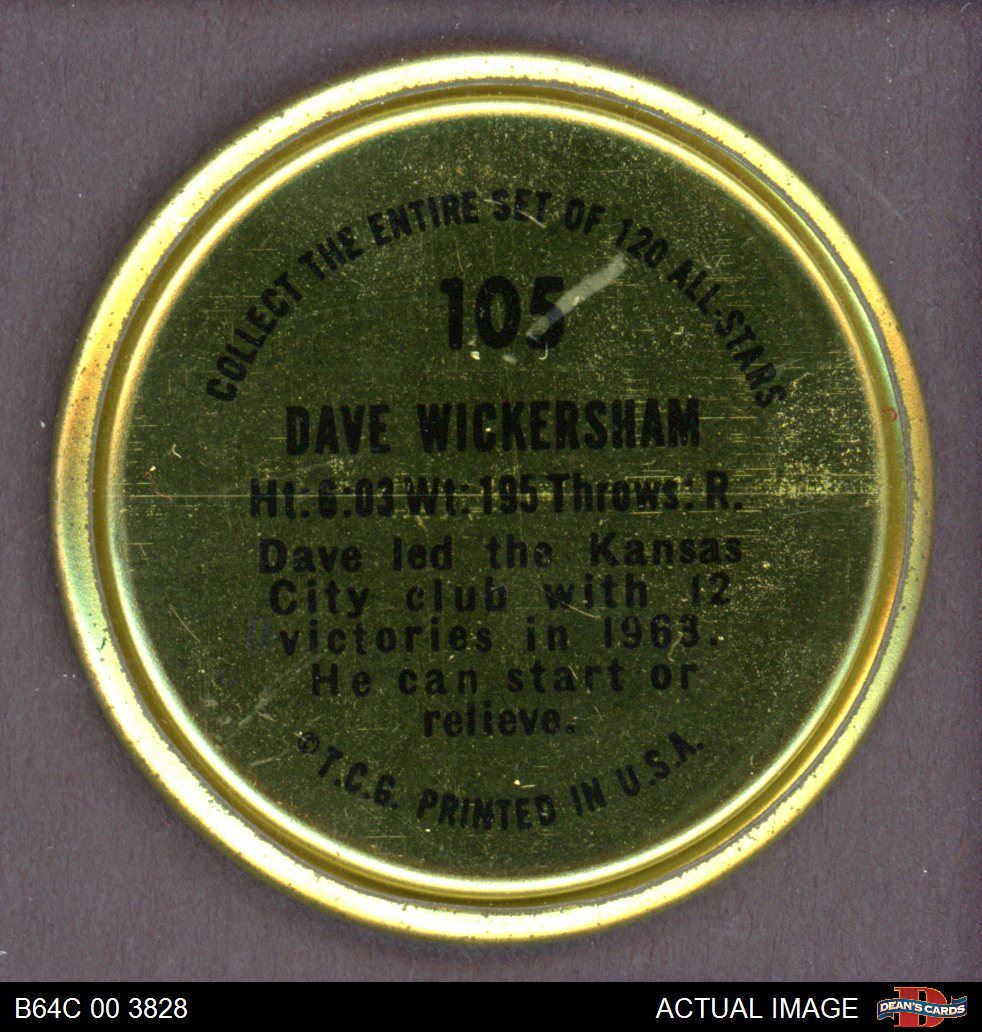 COLLECT THE ENTIRE SET OF 120 ALL-STARS
105
DAVE WICKERSHAM
Ht: 6:03 Wt: 195 Throws: R.
Dave led the Kansas
City club with 12
victories in 1963.
He can start or
relieve.
© T.C.G. PRINTED IN U.S.A.
B64C 00 3828
ACTUAL IMAGE
DEAN'S CARDS